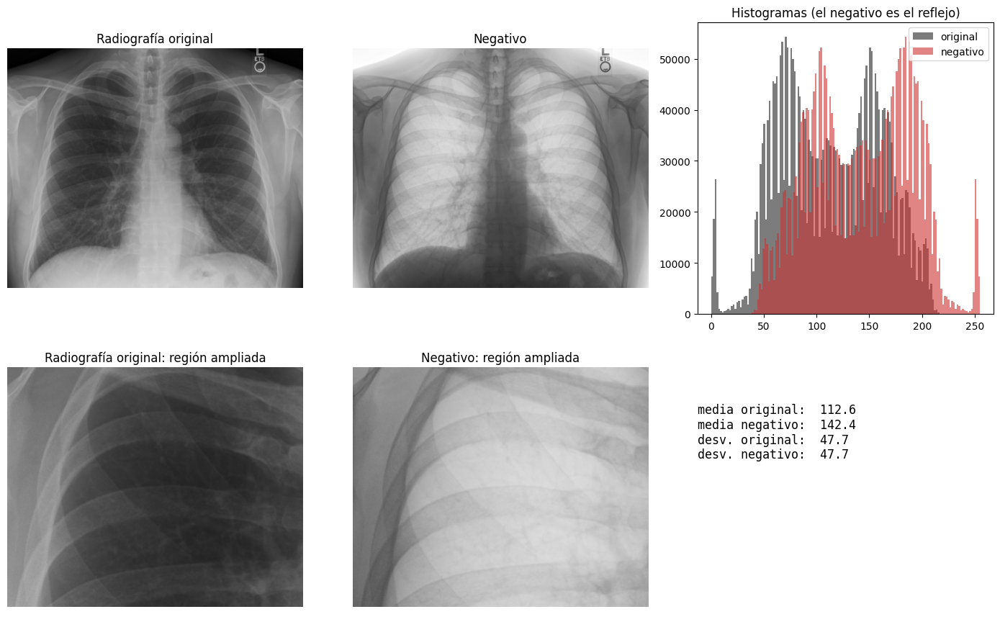 Radiografía original
Negativo
Histogramas (el negativo es el reflejo)
L
ETB
L
ETB
original
negativo
50000
40000
30000
20000
10000
0
0 50 100 150 200 250
Radiografía original: región ampliada
Negativo: región ampliada
media original: 112.6
media negativo: 142.4
desv. original: 47.7
desv. negativo: 47.7